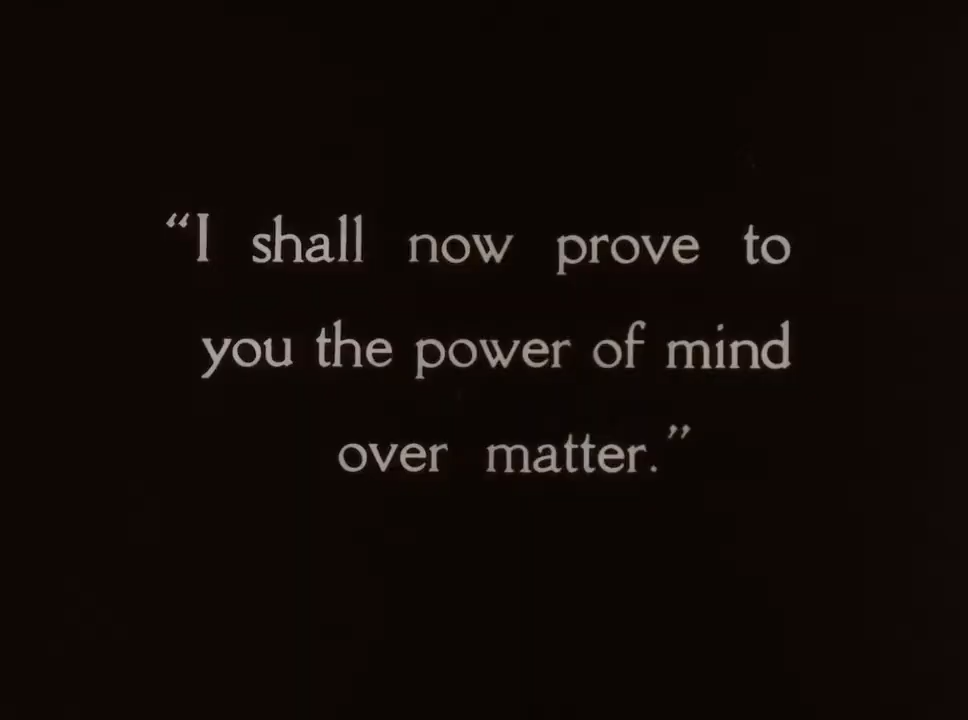 “I shall now prove to
you the power of mind
over matter.”